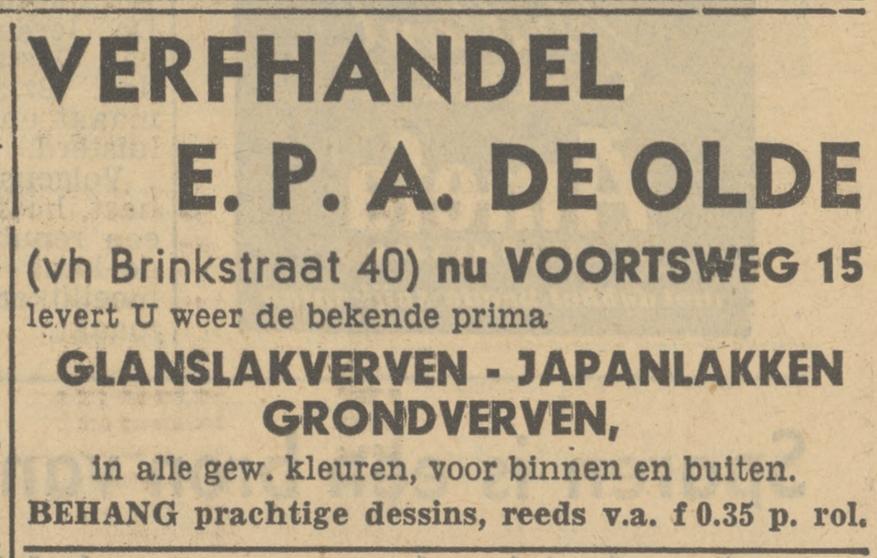 VERFHANDEL
E. P. A. DE OLDE
(vh Brinkstraat 40) nu VOORTSWEG 15
levert U weer de bekende prima
GLANSLAKVERVEN - JAPANLAKKEN
GRONDVERVEN,
in alle gew. kleuren, voor binnen en buiten.
BEHANG prachtige dessins, reeds v.a. f 0.35 p. rol.